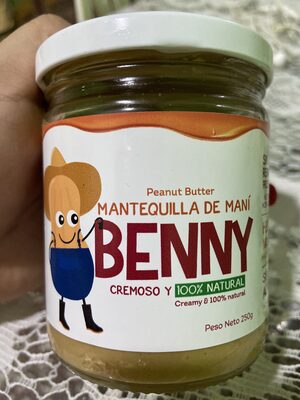 Peanut Butter
MANTEQUILLA DE MANÍ
BENNY
CREMOSO Y 100% NATURAL
Creamy & 100% natural
Peso Neto 250g